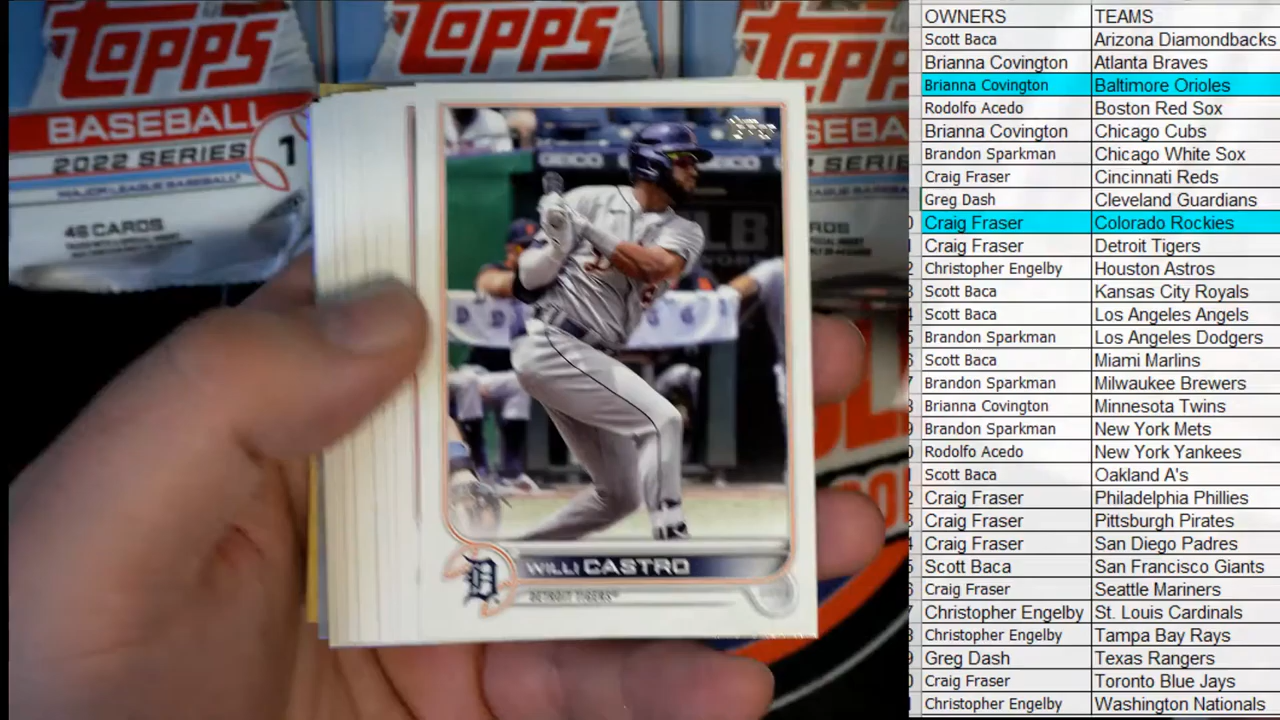 TOPPS
TOPPS
TOPPS
BASEBALL
2022 SERIES 1
MAJOR LEAGUE BASEBALL
46 CARDS
GEICO
GEICO
LB
WILLI CASTRO
DETROIT TIGERS
OWNERS TEAMS
Scott Baca Arizona Diamondbacks
Brianna Covington Atlanta Braves
Brianna Covington Baltimore Orioles
Rodolfo Acedo Boston Red Sox
Brianna Covington Chicago Cubs
Brandon Sparkman Chicago White Sox
Craig Fraser Cincinnati Reds
Greg Dash Cleveland Guardians
Craig Fraser Colorado Rockies
Craig Fraser Detroit Tigers
Christopher Engelby Houston Astros
Scott Baca Kansas City Royals
Scott Baca Los Angeles Angels
Brandon Sparkman Los Angeles Dodgers
Scott Baca Miami Marlins
Brandon Sparkman Milwaukee Brewers
Brianna Covington Minnesota Twins
Brandon Sparkman New York Mets
Rodolfo Acedo New York Yankees
Scott Baca Oakland A's
Craig Fraser Philadelphia Phillies
Craig Fraser Pittsburgh Pirates
Craig Fraser San Diego Padres
Scott Baca San Francisco Giants
Craig Fraser Seattle Mariners
Christopher Engelby St. Louis Cardinals
Christopher Engelby Tampa Bay Rays
Greg Dash Texas Rangers
Craig Fraser Toronto Blue Jays
Christopher Engelby Washington Nationals